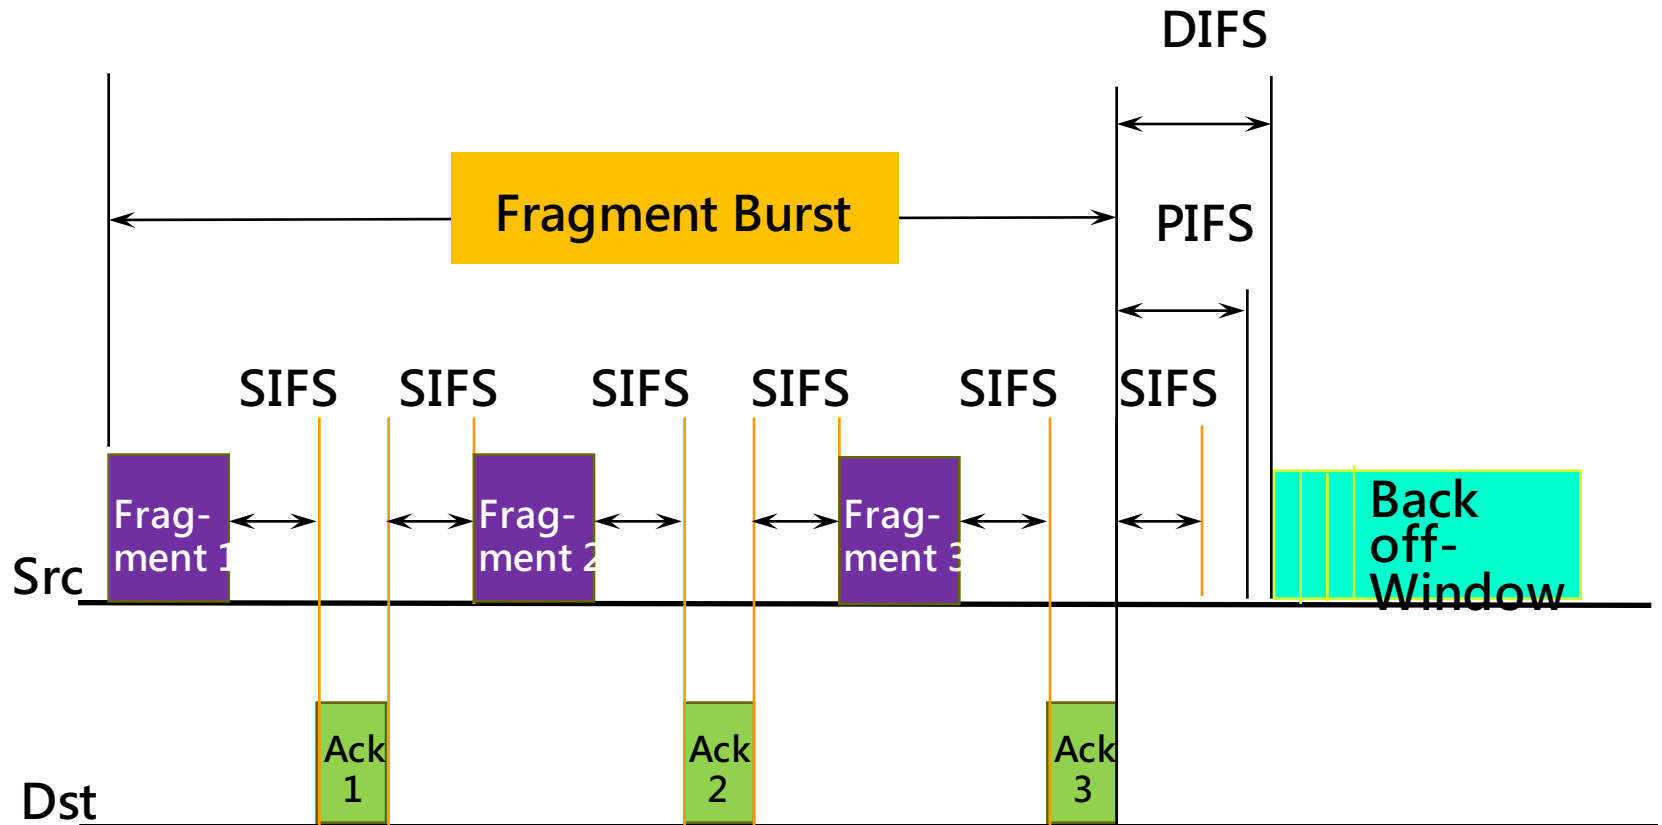 DIFS
Fragment Burst
PIFS
SIFS SIFS SIFS SIFS SIFS SIFS
Frag-
ment 1
Frag-
ment 2
Frag-
ment 3
Back
off-
Window
Src
Ack
1
Ack
2
Ack
3
Dst